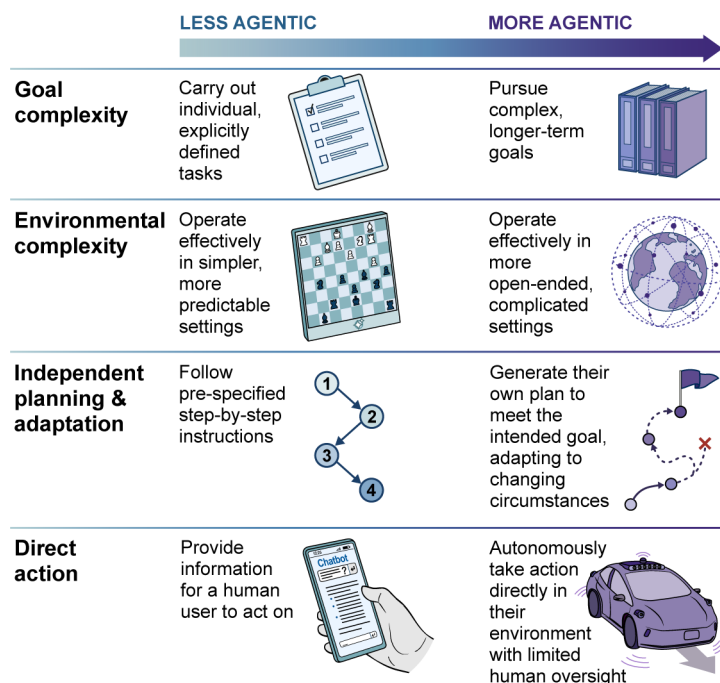 LESS AGENTIC
MORE AGENTIC
Goal
complexity
Carry out
individual,
explicitly
defined
tasks
Pursue
complex,
longer-term
goals
Environmental
complexity
Operate
effectively
in simpler,
more
predictable
settings
Operate
effectively in
more
open-ended,
complicated
settings
Independent
planning &
adaptation
Follow
pre-specified
step-by-step
instructions
1
2
3
4
Generate their
own plan to
meet the
intended goal,
adapting to
changing
circumstances
Direct
action
Provide
information
for a human
user to act on
Chatbot
?
Autonomously
take action
directly in
their
environment
with limited
human oversight